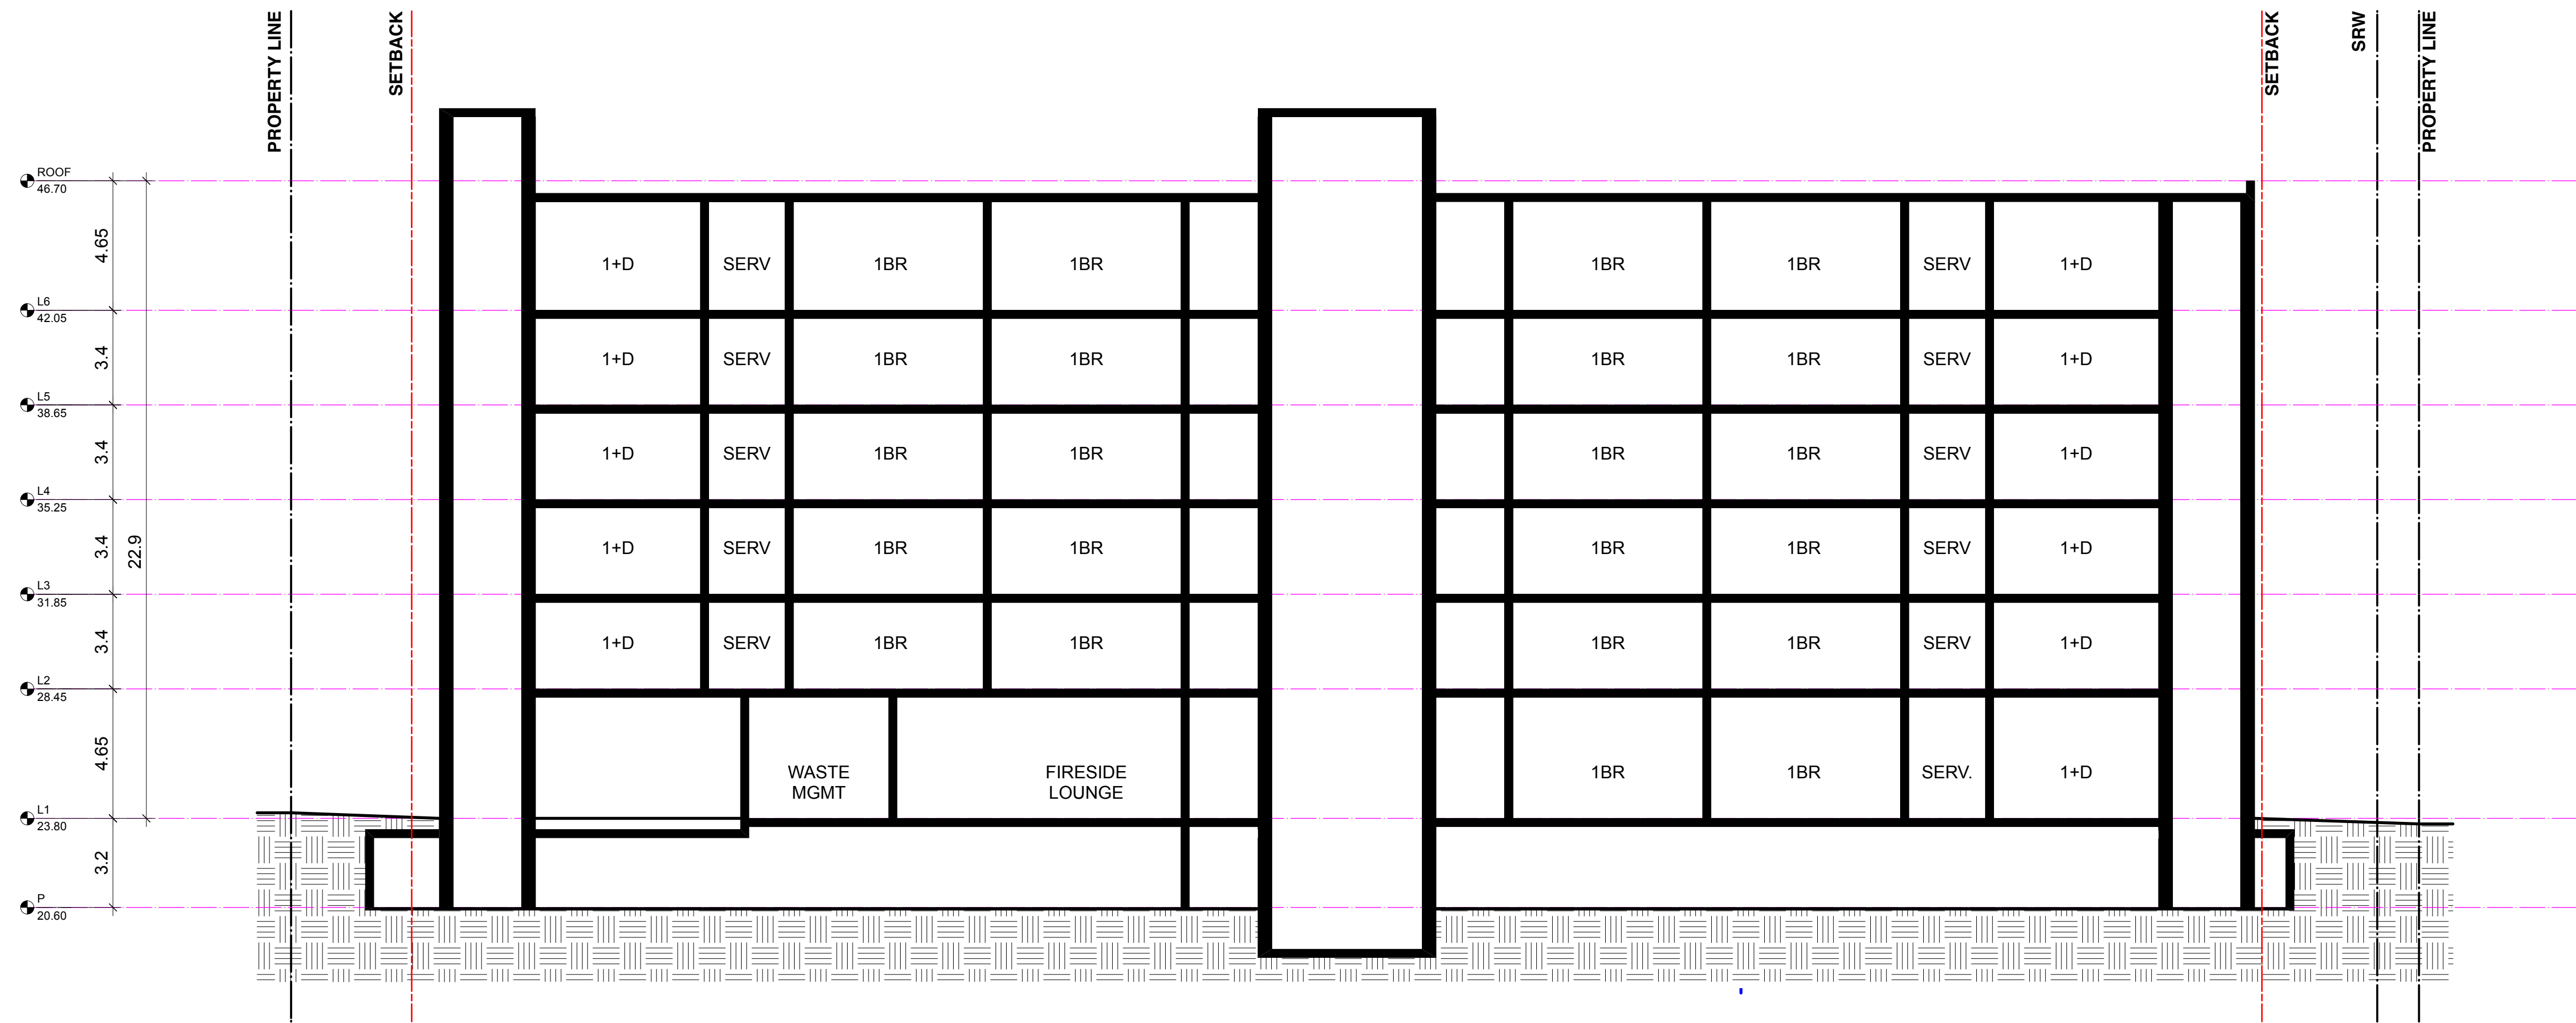 PROPERTY LINE
SETBACK
SETBACK
SRW
PROPERTY LINE
ROOF
46.70
4.65
1+D
SERV
1BR
1BR
1BR
1BR
SERV
1+D
L6
42.05
3.4
1+D
SERV
1BR
1BR
1BR
1BR
SERV
1+D
L5
38.65
3.4
1+D
SERV
1BR
1BR
1BR
1BR
SERV
1+D
L4
35.25
3.4
22.9
1+D
SERV
1BR
1BR
1BR
1BR
SERV
1+D
L3
31.85
3.4
1+D
SERV
1BR
1BR
1BR
1BR
SERV
1+D
L2
28.45
4.65
WASTE
MGMT
FIRESIDE
LOUNGE
1BR
1BR
SERV.
1+D
L1
23.80
3.2
P
20.60